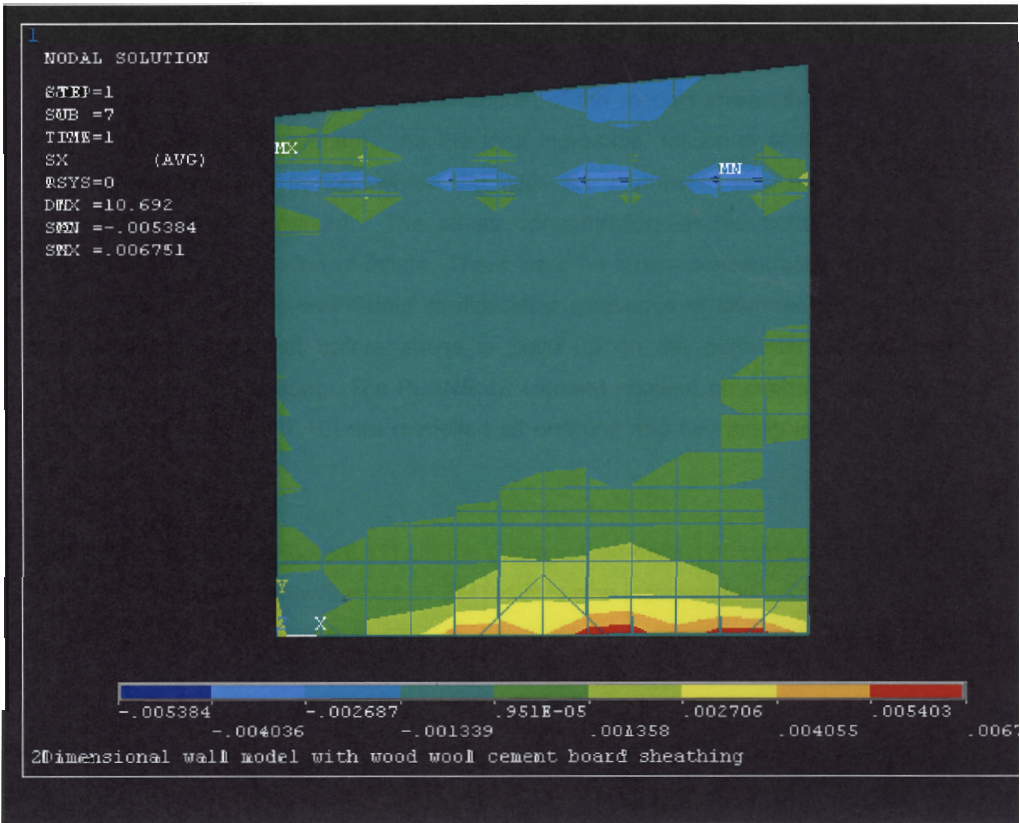 1
NODAL SOLUTION
STEP=1
SUB =7
TIME=1
SX (AVG)
RSYS=0
DMX =10.692
SMN =-.005384
SMX =.006751
MX
MN
Y
X
-.005384 -.002687 .951E-05 .002706 .005403
-.004036 -.001339 .001358 .004055 .0067
2Dimensional wall model with wood wool cement board sheathing